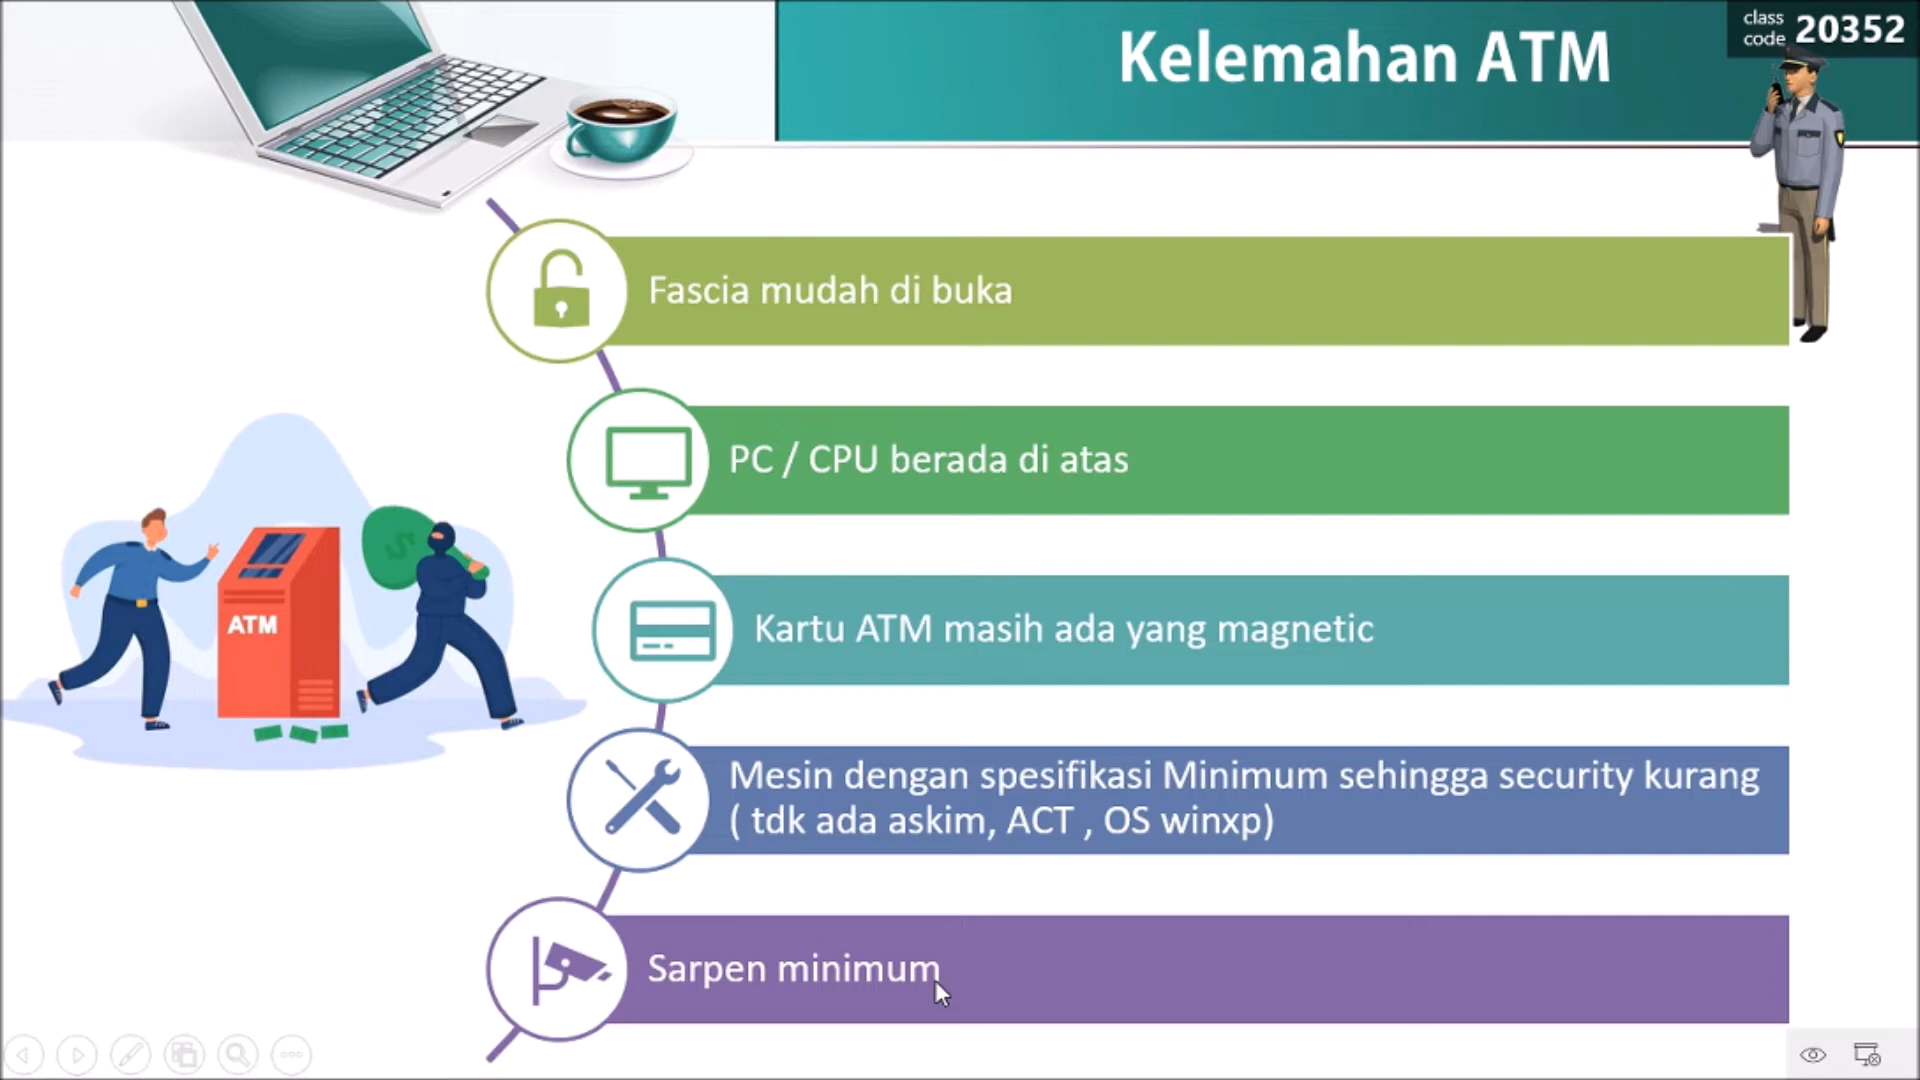 Kelemahan ATM
class
code 20352
Fascia mudah di buka
PC / CPU berada di atas
Kartu ATM masih ada yang magnetic
Mesin dengan spesifikasi Minimum sehingga security kurang
( tdk ada askim, ACT , OS winxp)
Sarpen minimum
ATM
$